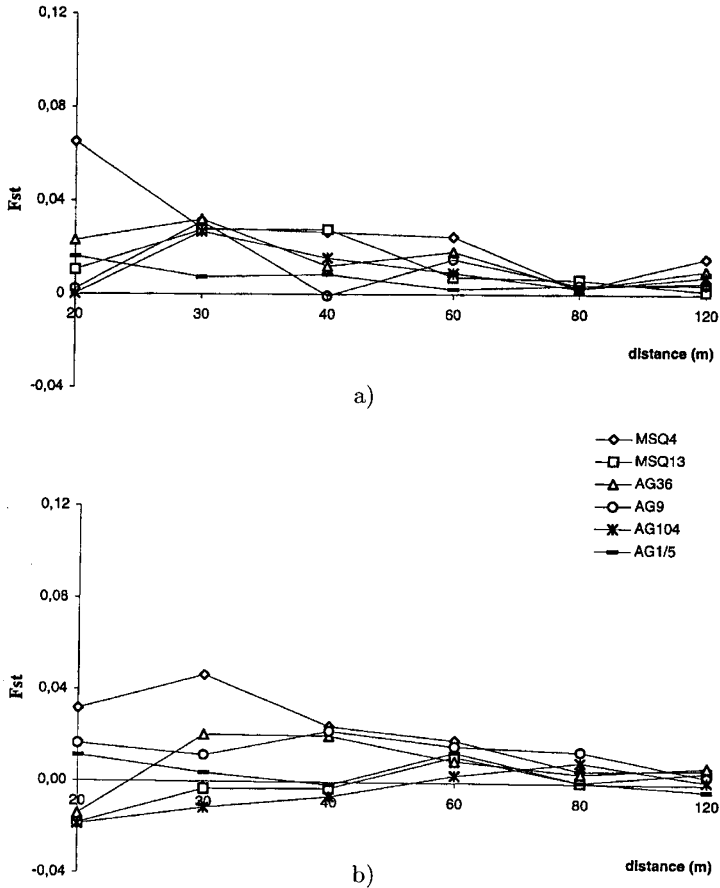 0,12
0,08
0,04
0
-0,04
Fst
20 30 40 60 80 120
distance (m)
a)
MSQ4
MSQ13
AG36
AG9
AG104
AG1/5
0,12
0,08
0,04
0,00
-0,04
Fst
20 30 40 60 80 120
distance (m)
b)